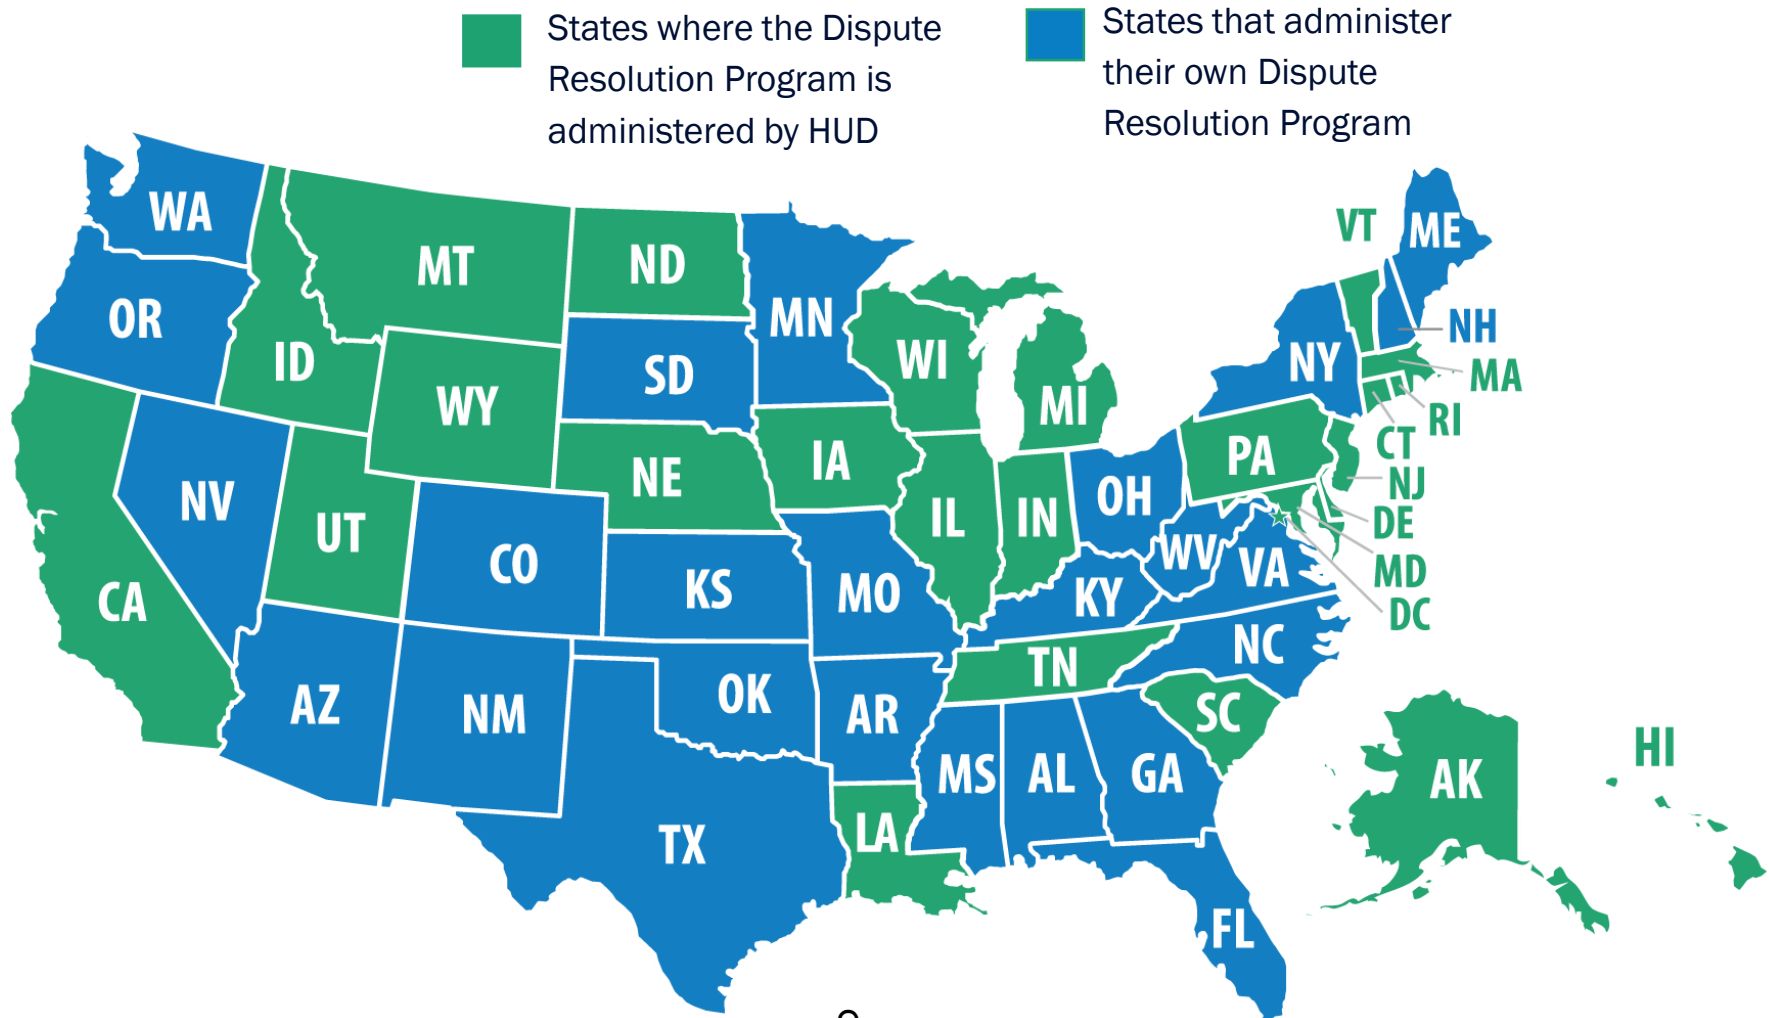 States where the Dispute
Resolution Program is
administered by HUD
States that administer
their own Dispute
Resolution Program
WA
MT
ND
MN
VT
ME
OR
ID
WY
SD
WI
MI
NY
NH
MA
RI
CT
NV
UT
CO
NE
IA
IL
IN
OH
PA
NJ
DE
MD
DC
CA
KS
MO
KY
WV
VA
AZ
NM
OK
AR
TN
NC
SC
TX
LA
MS
AL
GA
FL
AK
HI